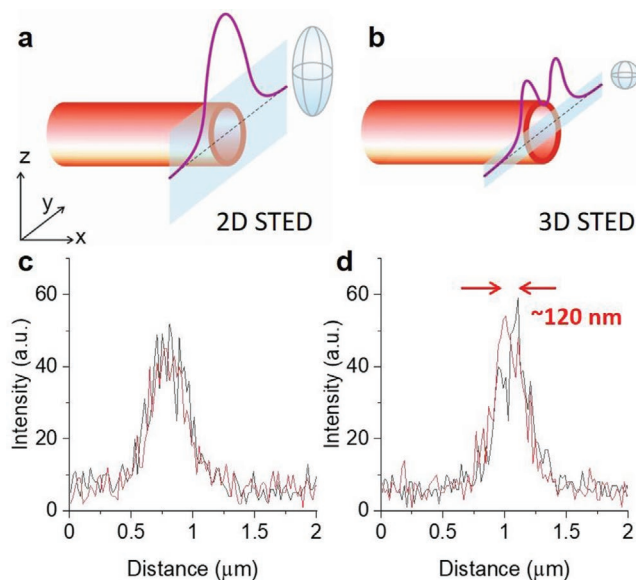 a
b
z
y
x
2D STED
3D STED
c
d
60
40
20
0
Intensity (a.u.)
0
0.5
1
1.5
2
Distance (μm)
60
40
20
0
Intensity (a.u.)
~120 nm
0
0.5
1
1.5
2
Distance (μm)